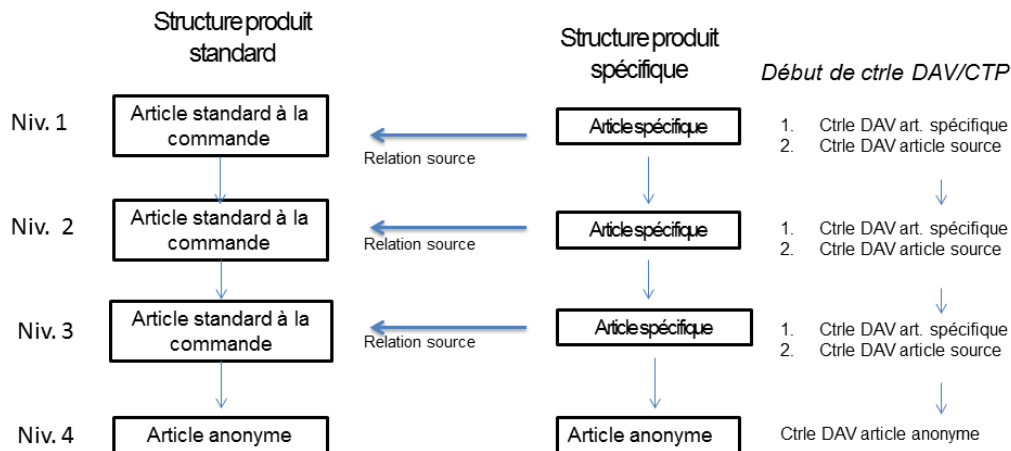 Structure produit
standard
Structure produit
spécifique
Début de ctrle DAV/CTP
Niv. 1
Article standard à la
commande
Relation source
Article spécifique
1. Ctrle DAV art. spécifique
2. Ctrle DAV article source
Niv. 2
Article standard à la
commande
Relation source
Article spécifique
1. Ctrle DAV art. spécifique
2. Ctrle DAV article source
Niv. 3
Article standard à la
commande
Relation source
Article spécifique
1. Ctrle DAV art. spécifique
2. Ctrle DAV article source
Niv. 4
Article anonyme
Article anonyme
Ctrle DAV article anonyme